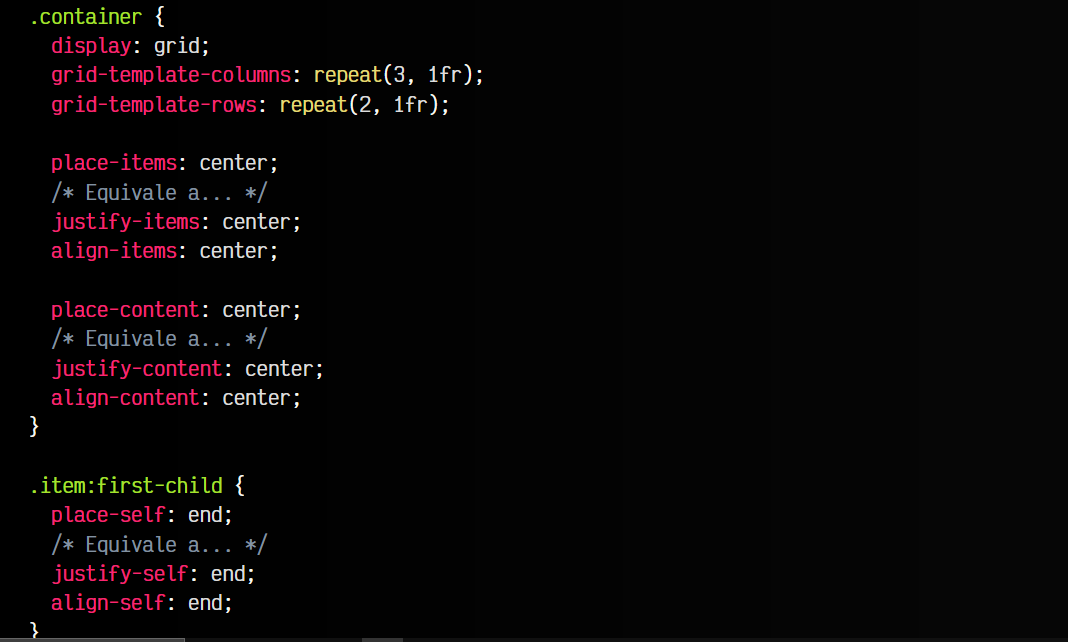 .container {
  display: grid;
  grid-template-columns: repeat(3, 1fr);
  grid-template-rows: repeat(2, 1fr);

  place-items: center;
  /* Equivale a... */
  justify-items: center;
  align-items: center;

  place-content: center;
  /* Equivale a... */
  justify-content: center;
  align-content: center;
}

.item:first-child {
  place-self: end;
  /* Equivale a... */
  justify-self: end;
  align-self: end;
}